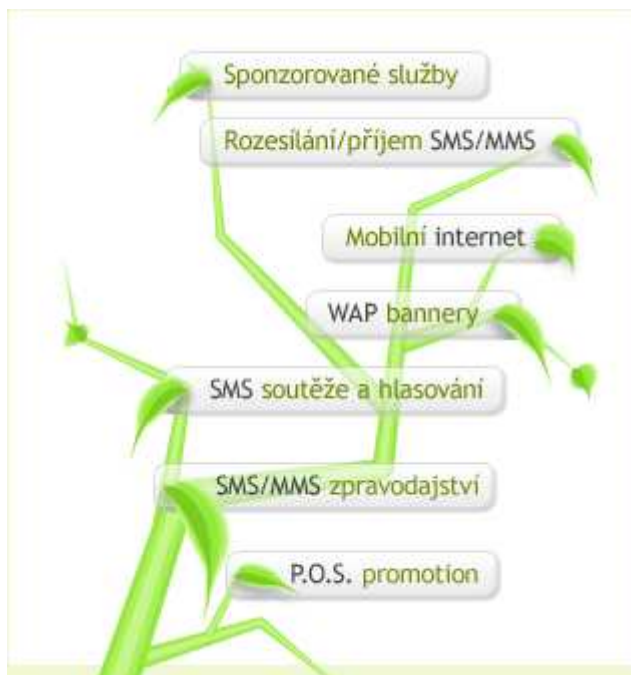 Sponzorované služby
Rozesílání/příjem SMS/MMS
Mobilní internet
WAP bannery
SMS soutěže a hlasování
SMS/MMS zpravodajství
P.O.S. promotion